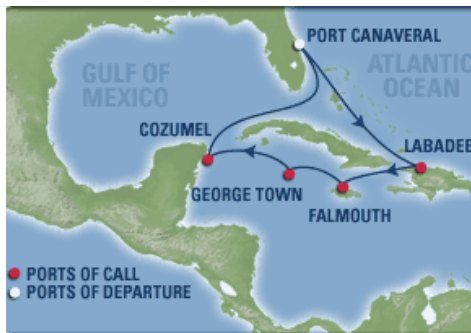 PORT CANAVERAL
GULF OF
MEXICO
ATLANTIC
OCEAN
COZUMEL
LABADEE
GEORGE TOWN
FALMOUTH
PORTS OF CALL
PORTS OF DEPARTURE